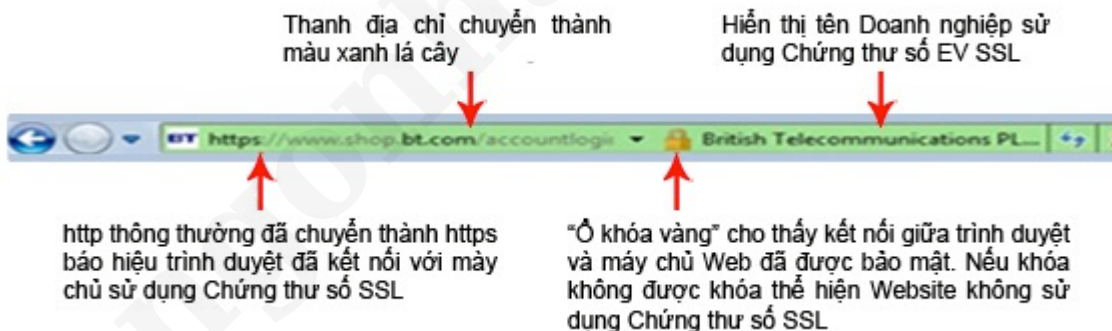 Thanh địa chỉ chuyển thành
màu xanh lá cây
Hiển thị tên Doanh nghiệp sử
dụng Chứng thư số EV SSL
BT https://www.shop.bt.com/accountlogi British Telecommunications PL...
http thông thường đã chuyển thành https
báo hiệu trình duyệt đã kết nối với mày
chủ sử dụng Chứng thư số SSL
“Ổ khóa vàng” cho thấy kết nối giữa trình duyệt
và máy chủ Web đã được bảo mật. Nếu khóa
không được khóa thể hiện Website không sử
dụng Chứng thư số SSL